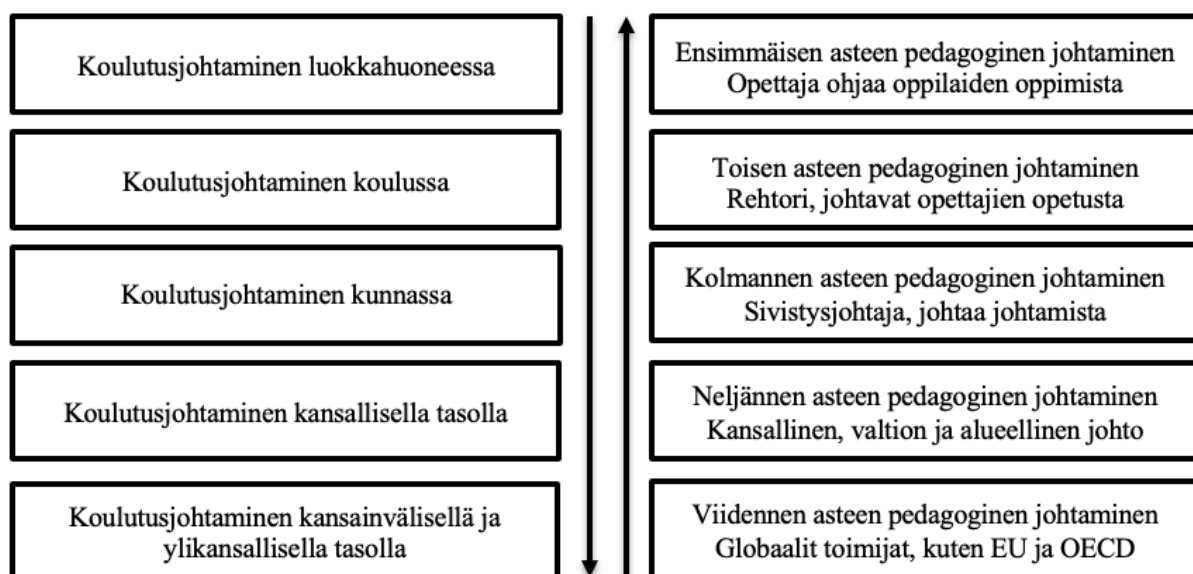 Koulutusjohtaminen luokkahuoneessa
Ensimmäisen asteen pedagoginen johtaminen
Opettaja ohjaa oppilaiden oppimista
Koulutusjohtaminen koulussa
Toisen asteen pedagoginen johtaminen
Rehtori, johtavat opettajien opetusta
Koulutusjohtaminen kunnassa
Kolmannen asteen pedagoginen johtaminen
Sivistysjohtaja, johtaa johtamista
Koulutusjohtaminen kansallisella tasolla
Neljännen asteen pedagoginen johtaminen
Kansallinen, valtion ja alueellinen johto
Koulutusjohtaminen kansainvälisellä ja
ylikansallisella tasolla
Viidennen asteen pedagoginen johtaminen
Globaalit toimijat, kuten EU ja OECD